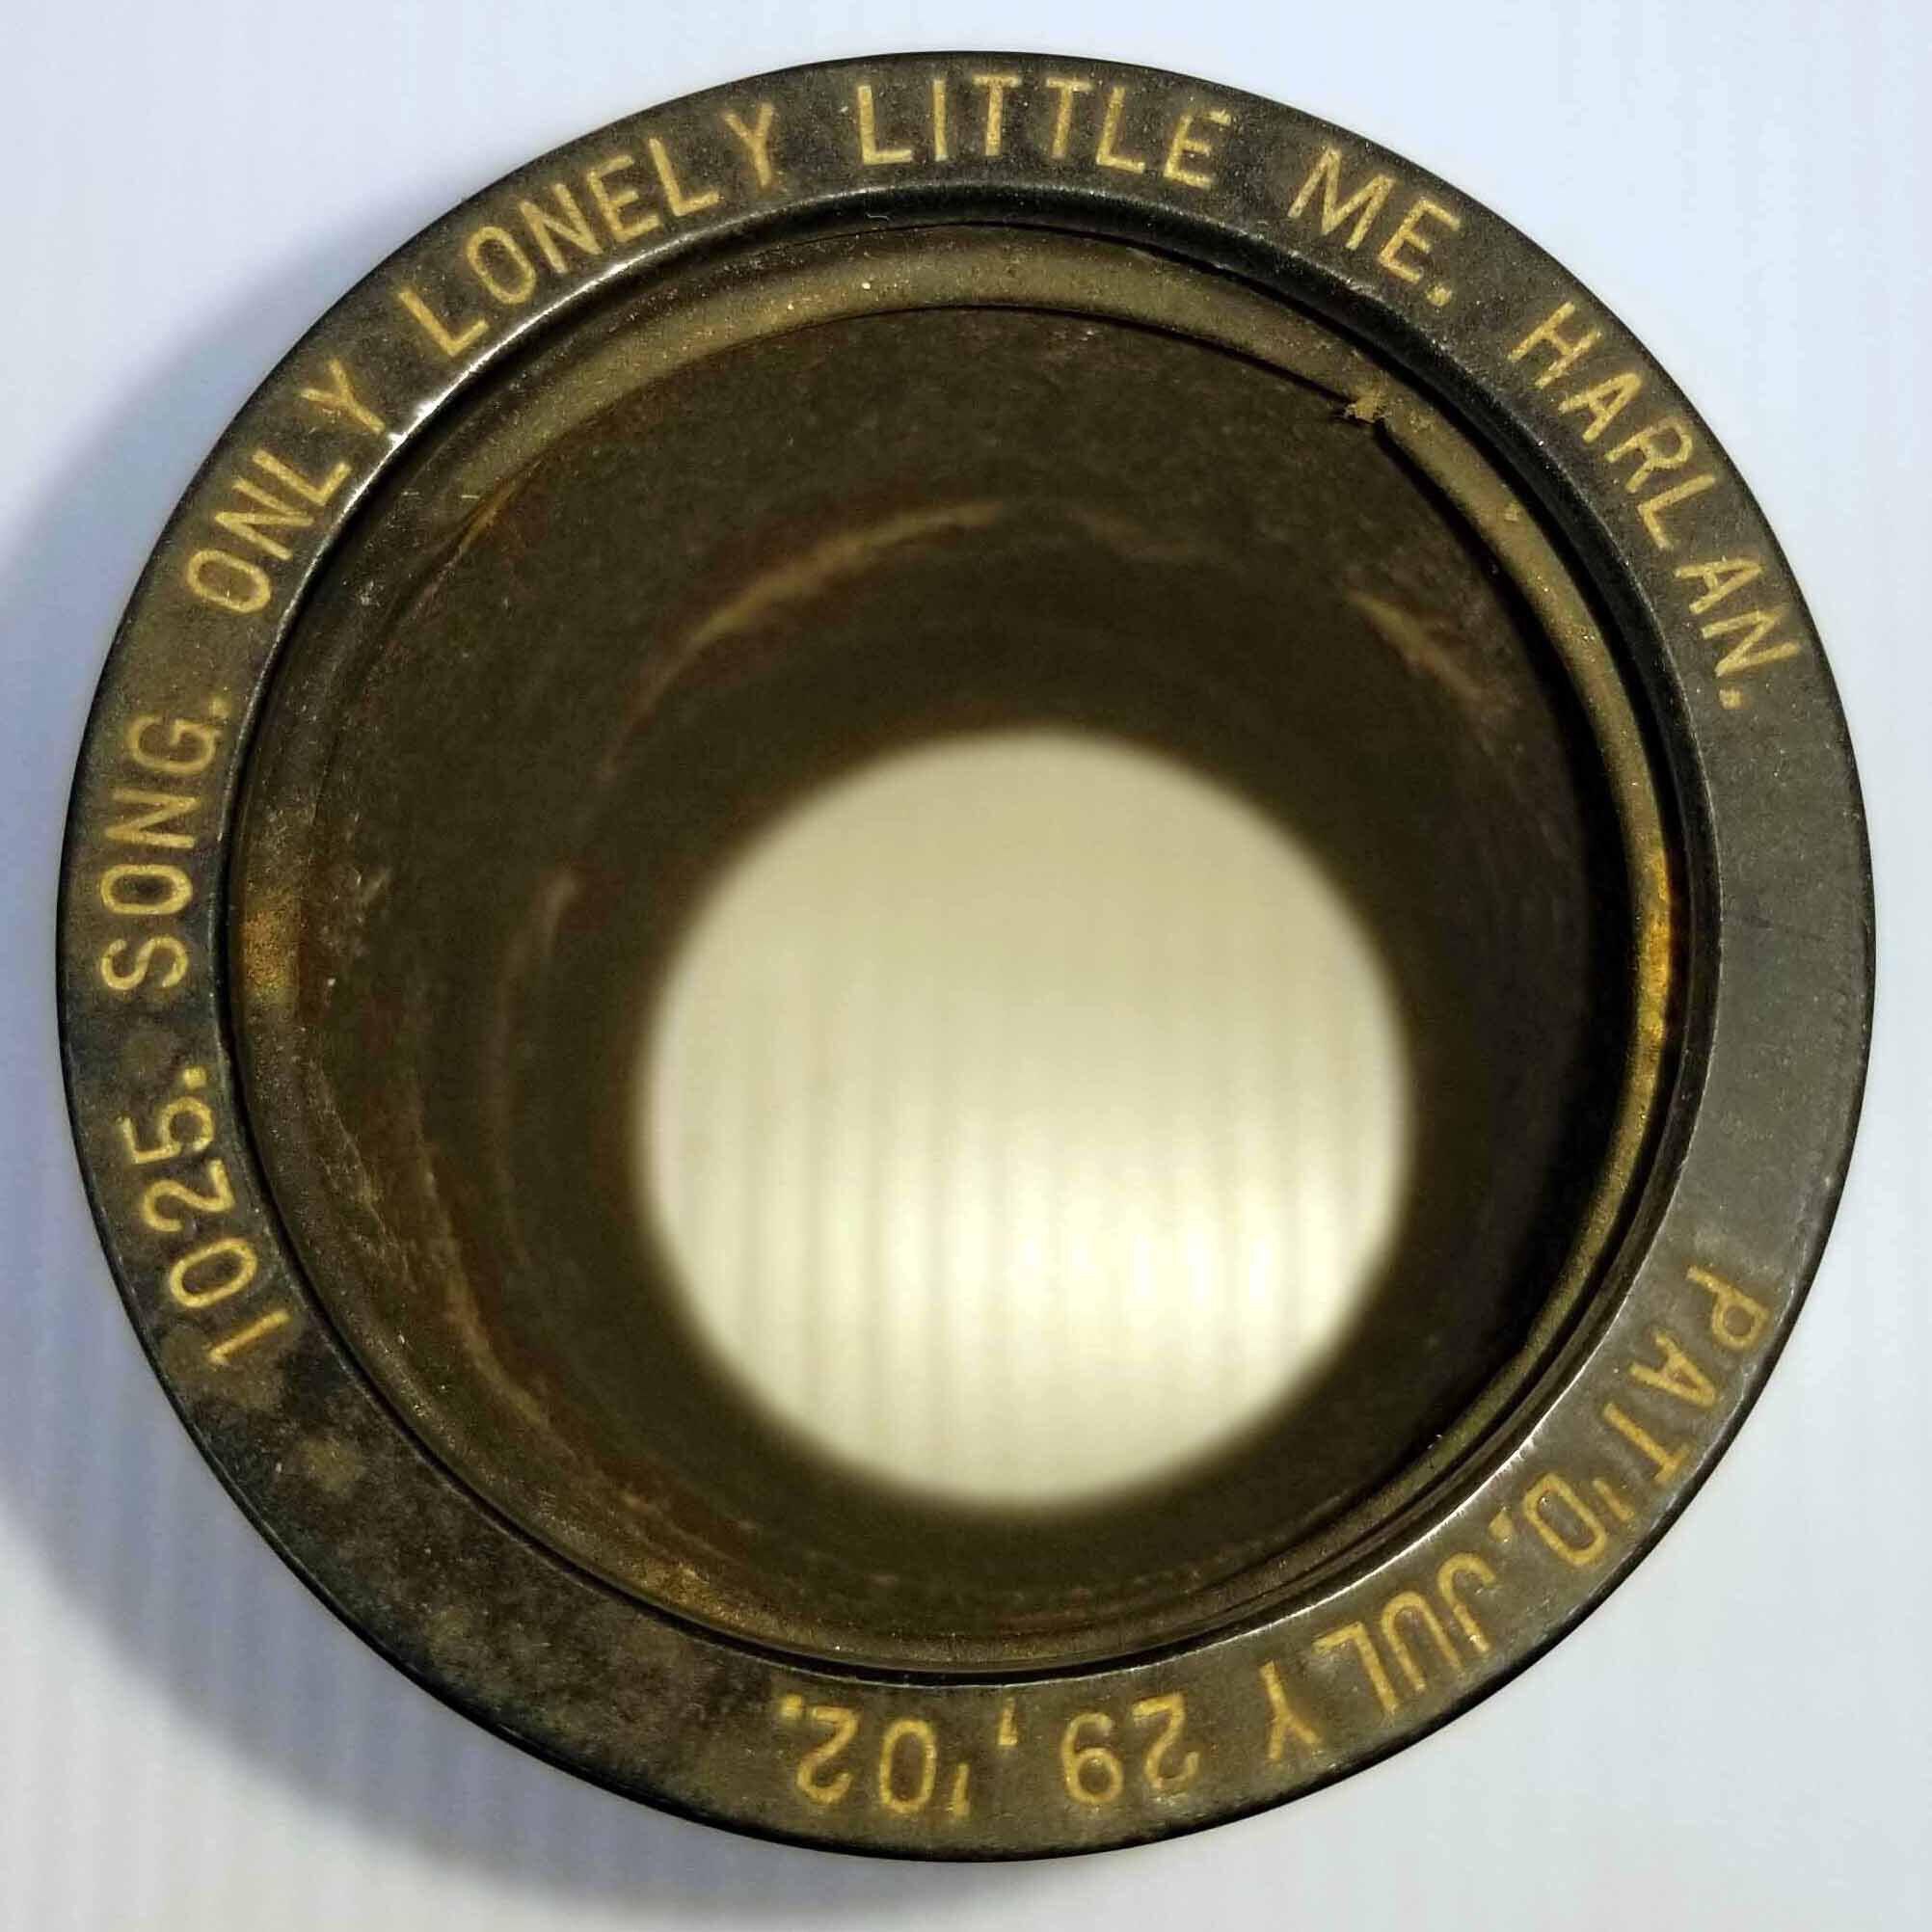 1025. SONG. ONLY LONELY LITTLE ME. HARLAN.
PAT'D. JULY 29, '02.